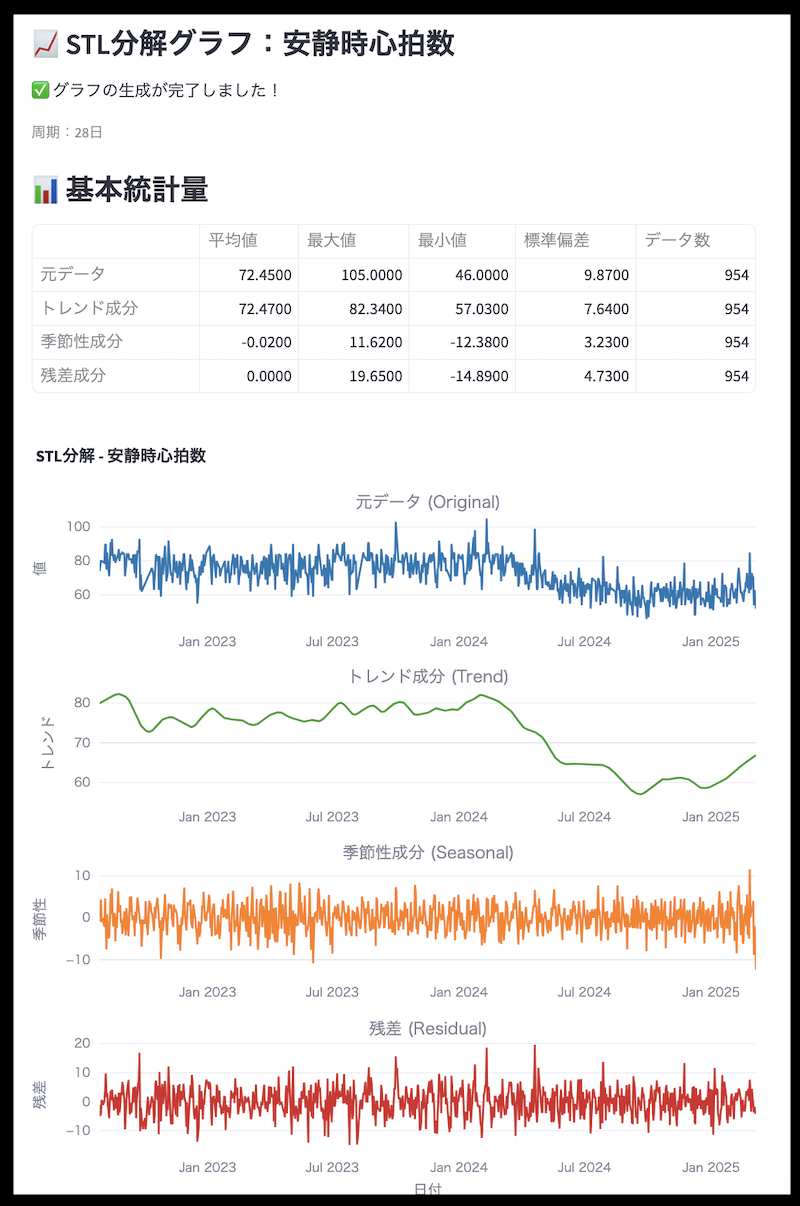 📈 STL分解グラフ：安静時心拍数
✅ グラフの生成が完了しました！
周期：28日
📊 基本統計量
平均値 最大値 最小値 標準偏差 データ数
元データ 72.4500 105.0000 46.0000 9.8700 954
トレンド成分 72.4700 82.3400 57.0300 7.6400 954
季節性成分 -0.0200 11.6200 -12.3800 3.2300 954
残差成分 0.0000 19.6500 -14.8900 4.7300 954
STL分解 - 安静時心拍数
元データ (Original)
値
100
80
60
Jan 2023 Jul 2023 Jan 2024 Jul 2024 Jan 2025
トレンド成分 (Trend)
トレンド
80
70
60
Jan 2023 Jul 2023 Jan 2024 Jul 2024 Jan 2025
季節性成分 (Seasonal)
季節性
10
0
−10
Jan 2023 Jul 2023 Jan 2024 Jul 2024 Jan 2025
残差 (Residual)
残差
20
10
0
−10
Jan 2023 Jul 2023 Jan 2024 Jul 2024 Jan 2025
日付